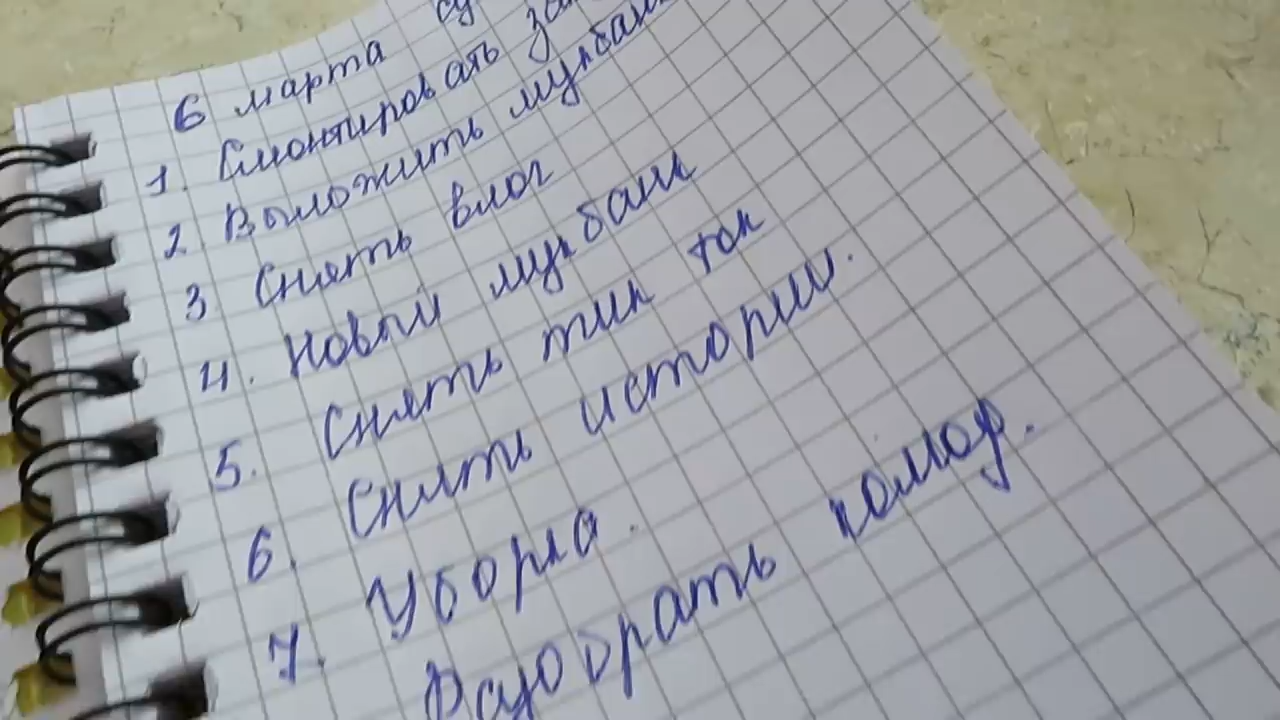 6 марта
1. Смонтировать
2. Выложить
3 Снять влог
4. Новый мукбанк
5. Снять тик ток
6. Снять истории.
7. Уборка.
Разобрать комод.